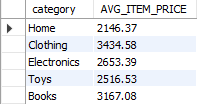 category AVG_ITEM_PRICE
Home 2146.37
Clothing 3434.58
Electronics 2653.39
Toys 2516.53
Books 3167.08